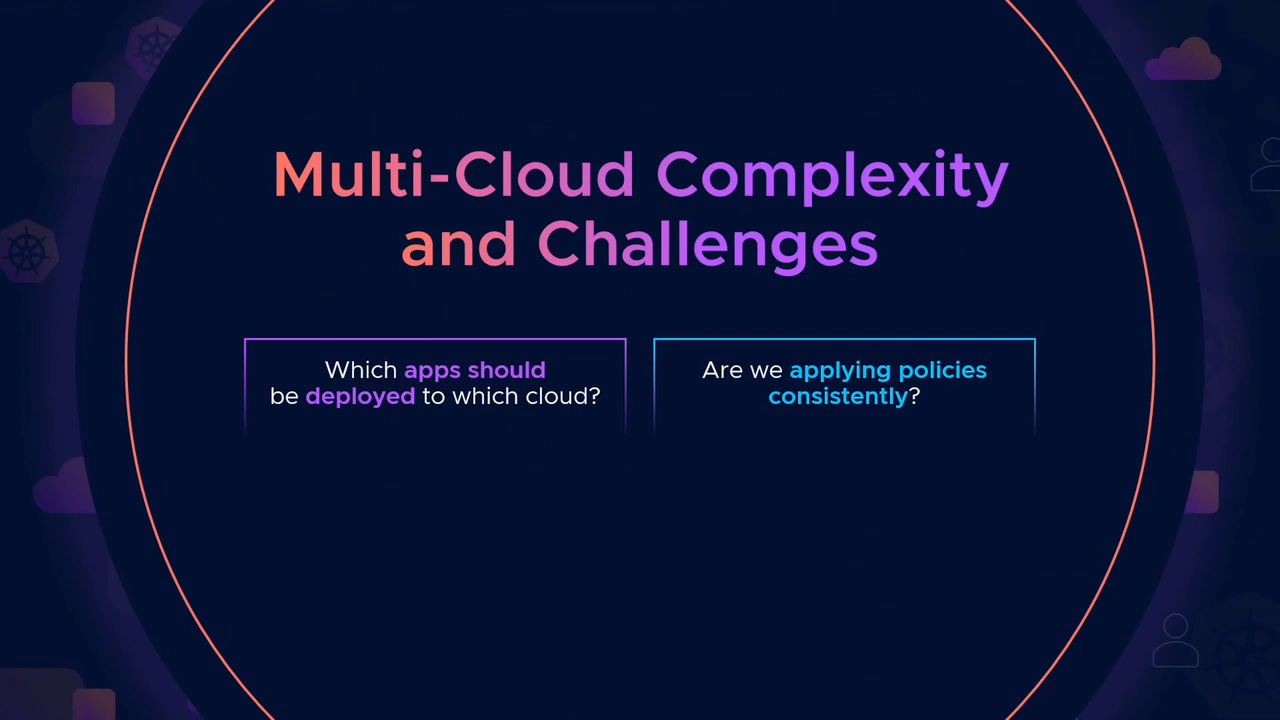 Multi-Cloud Complexity
and Challenges
Which apps should
be deployed to which cloud?
Are we applying policies
consistently?